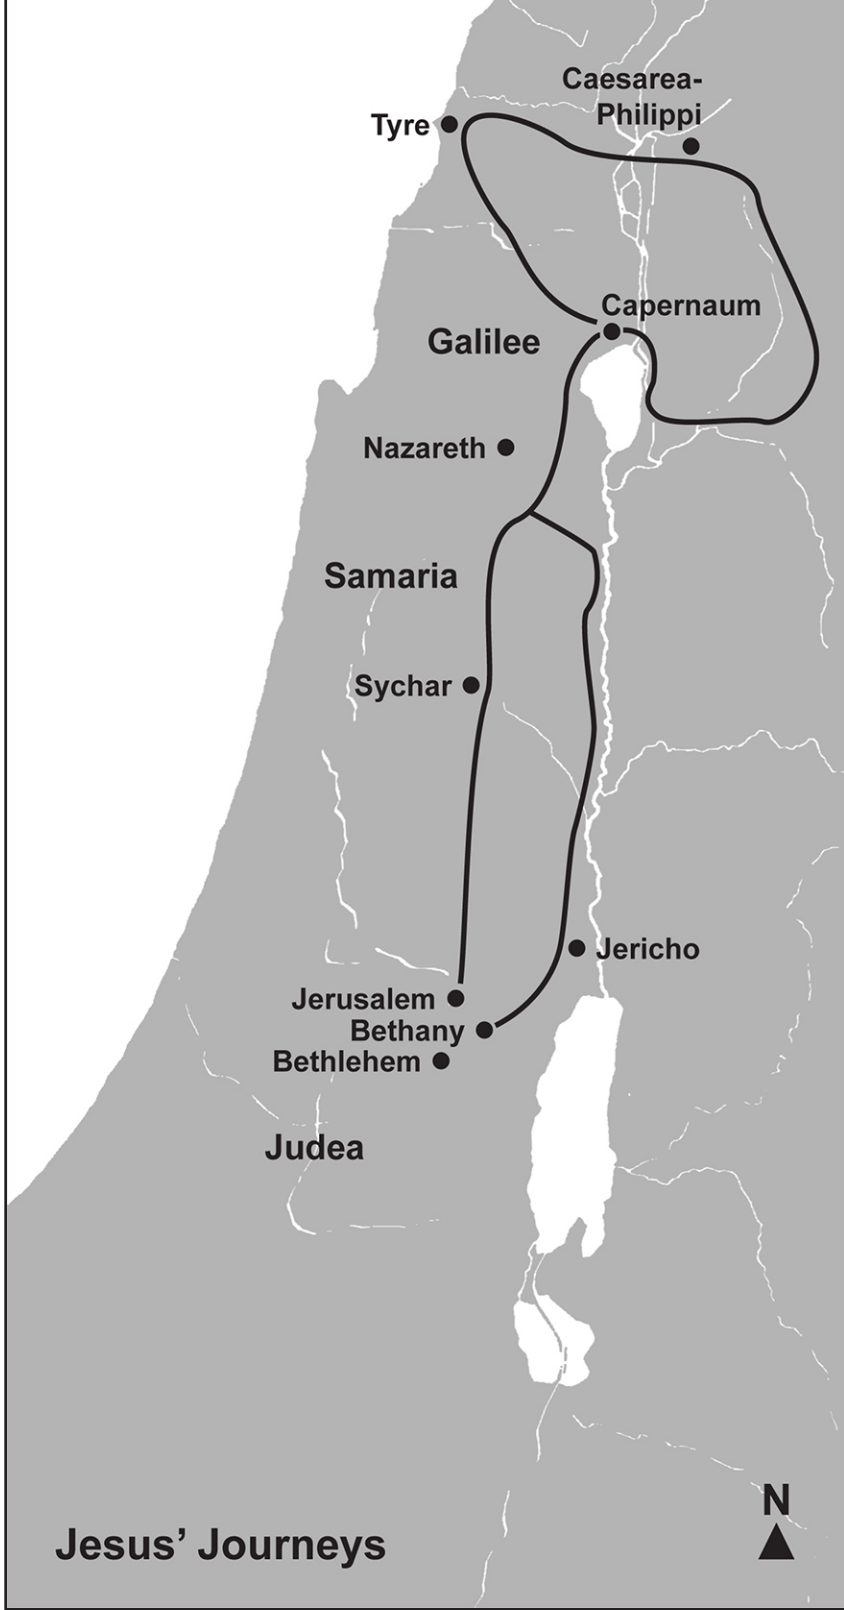 Caesarea-
Philippi
Tyre
Capernaum
Galilee
Nazareth
Samaria
Sychar
Jericho
Jerusalem
Bethany
Bethlehem
Judea
N
Jesus’ Journeys